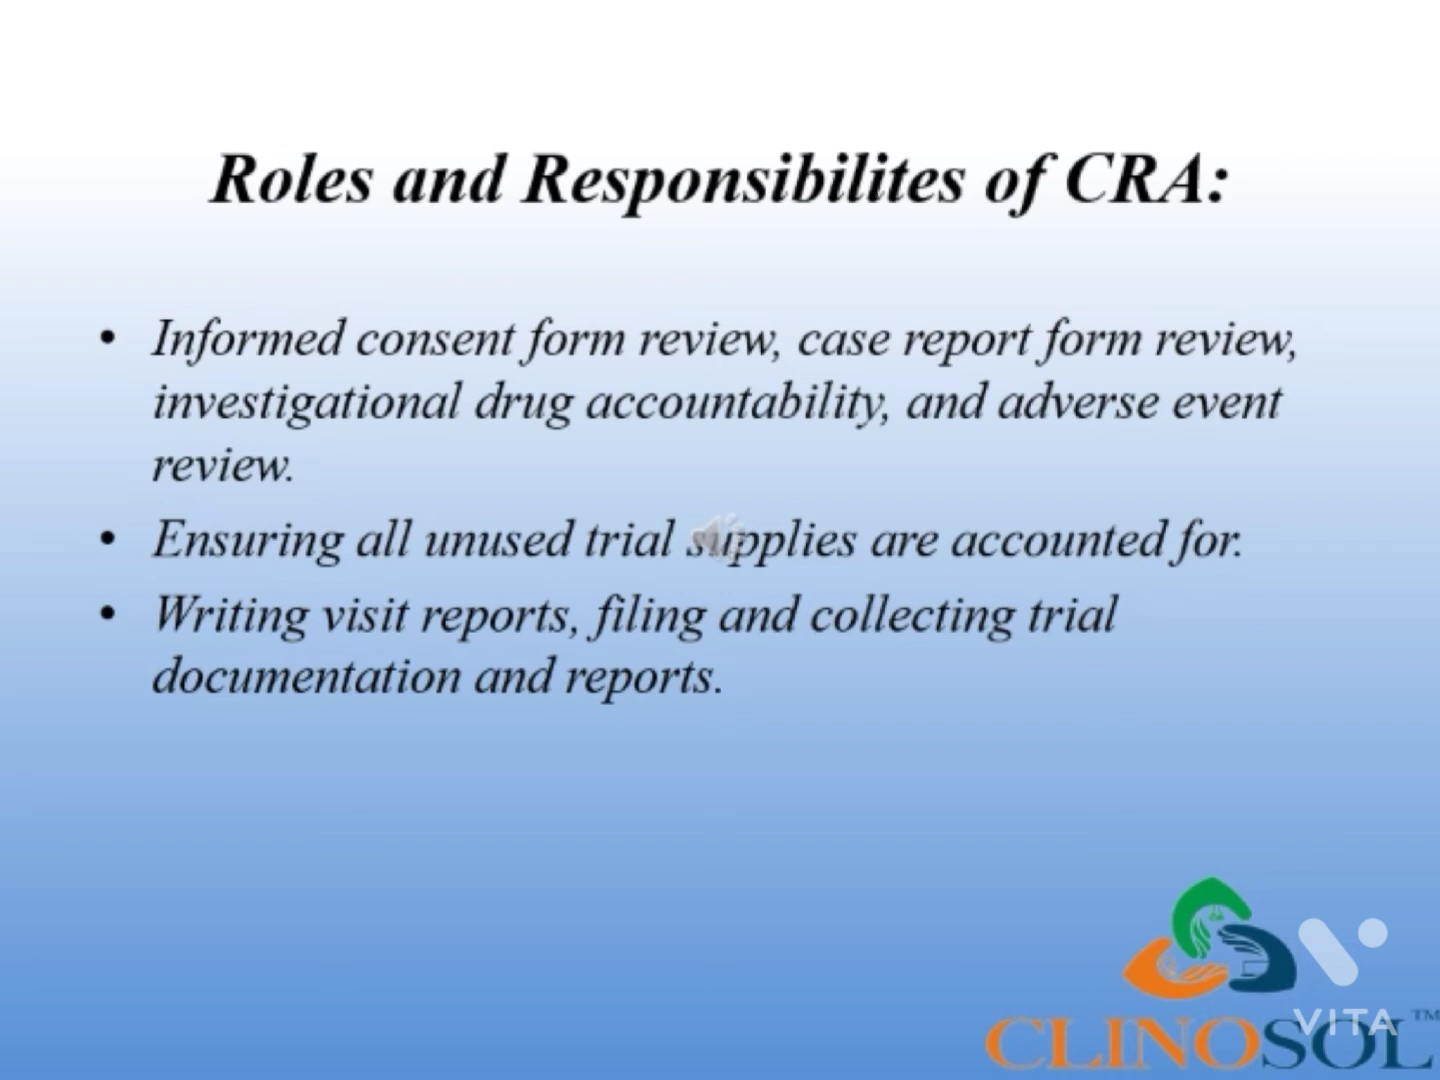 Roles and Responsibilites of CRA:
• Informed consent form review, case report form review,
investigational drug accountability, and adverse event
review.
• Ensuring all unused trial supplies are accounted for.
• Writing visit reports, filing and collecting trial
documentation and reports.
VITA
CLINOSOL™